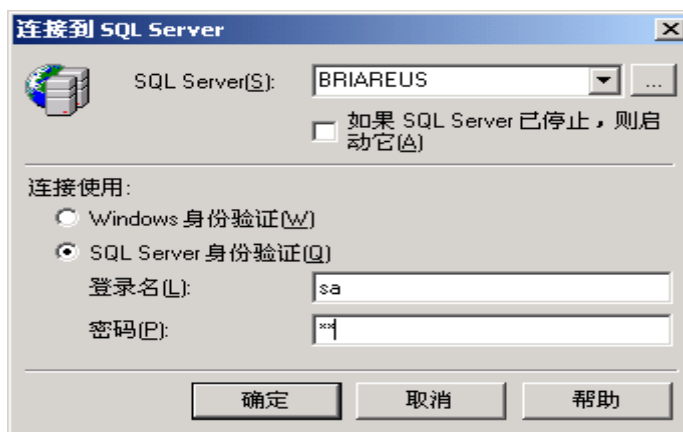 连接到 SQL Server
SQL Server(S):
BRIAREUS
...
如果 SQL Server 已停止，则启
动它(A)
连接使用:
Windows 身份验证(W)
SQL Server 身份验证(Q)
登录名(L):
sa
密码(P):
**
确定
取消
帮助